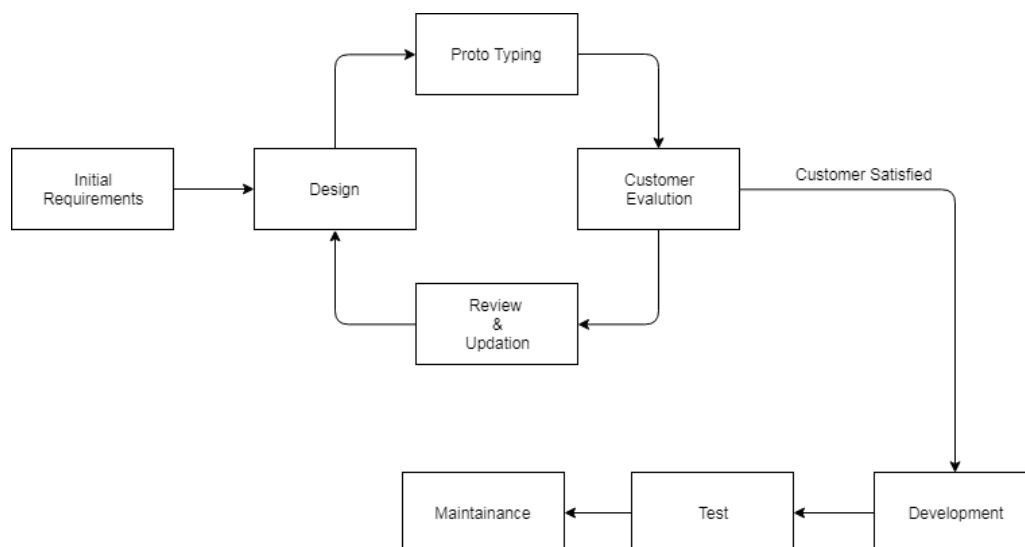 Proto Typing
Initial
Requirements
Design
Customer
Evalution
Customer Satisfied
Review
&
Updation
Maintainance
Test
Development